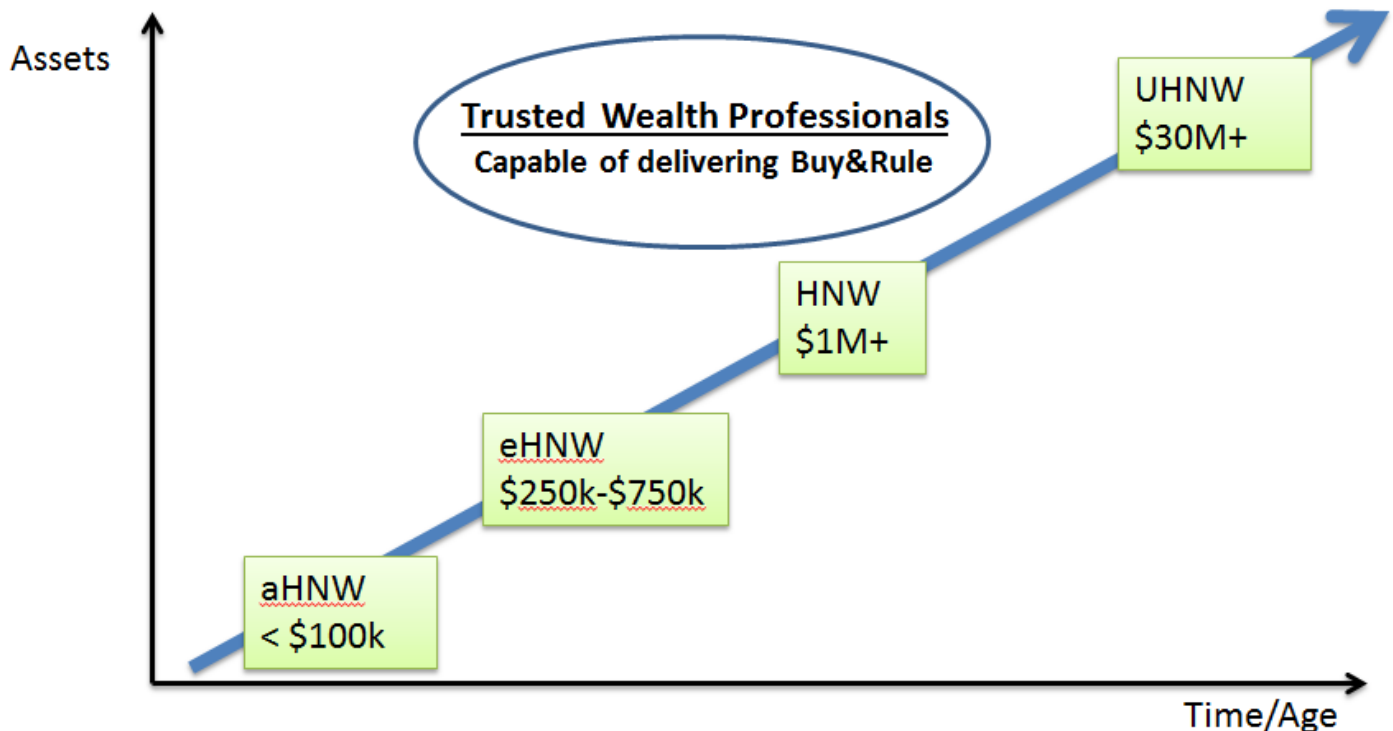 Assets
Trusted Wealth Professionals
Capable of delivering Buy&Rule
UHNW
$30M+
HNW
$1M+
eHNW
$250k-$750k
aHNW
< $100k
Time/Age